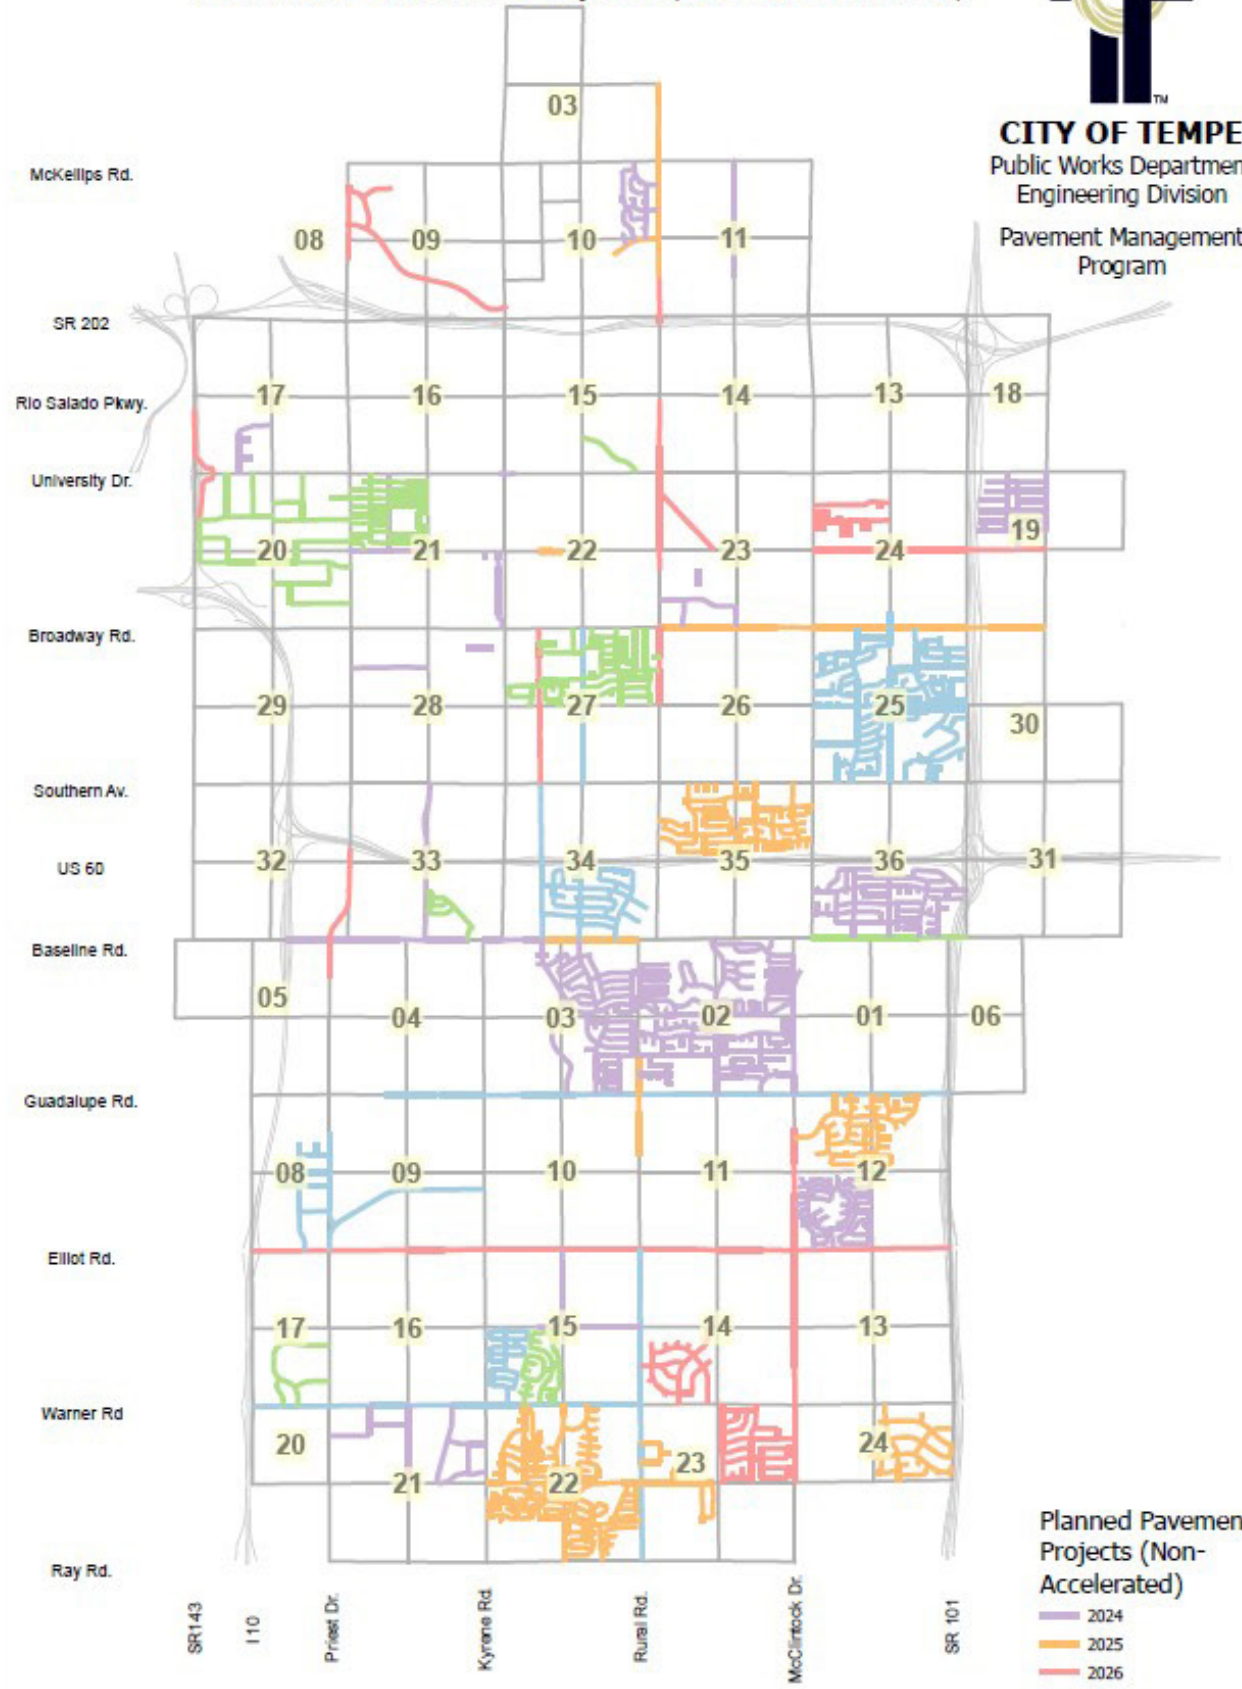 TM
CITY OF TEMPE
Public Works Departmen
Engineering Division
Pavement Management
Program
03
McKellips Rd.
08
09
10
11
SR 202
17
16
15
14
13
18
Rio Salado Pkwy.
University Dr.
19
20
21
22
23
24
Broadway Rd.
29
28
27
26
25
30
Southern Av.
US 60
32
33
34
35
36
31
Baseline Rd.
05
04
03
02
01
06
Guadalupe Rd.
08
09
10
11
12
Elliot Rd.
17
16
15
14
13
Warner Rd
20
21
22
23
24
Ray Rd.
SR143
I 10
Priest Dr.
Kyrene Rd.
Rural Rd.
McClintock Dr.
SR 101
Planned Pavemen
Projects (Non-
Accelerated)
2024
2025
2026